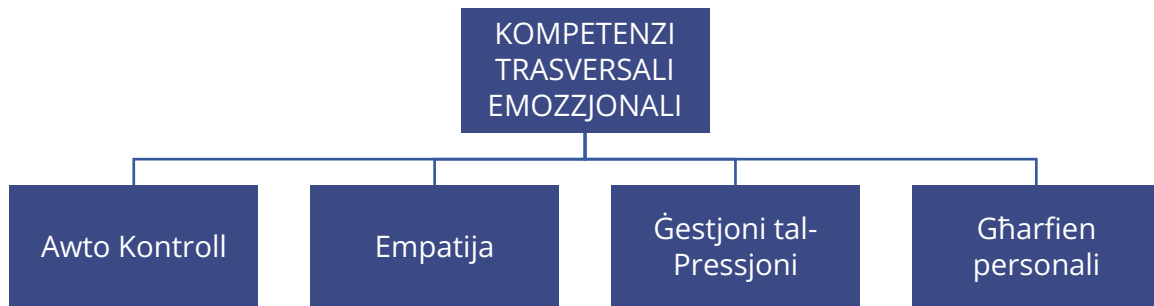 KOMPETENZI
TRASVERSALI
EMOZZJONALI
Awto Kontroll
Empatija
Ġestjoni tal-
Pressjoni
Għarfien
personali